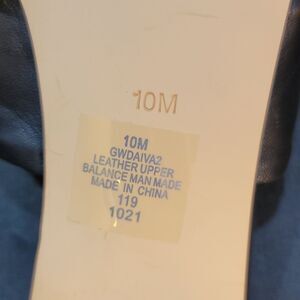 10M
10M
GWDAIVA2
LEATHER UPPER
BALANCE MAN MADE
MADE IN CHINA
119
1021